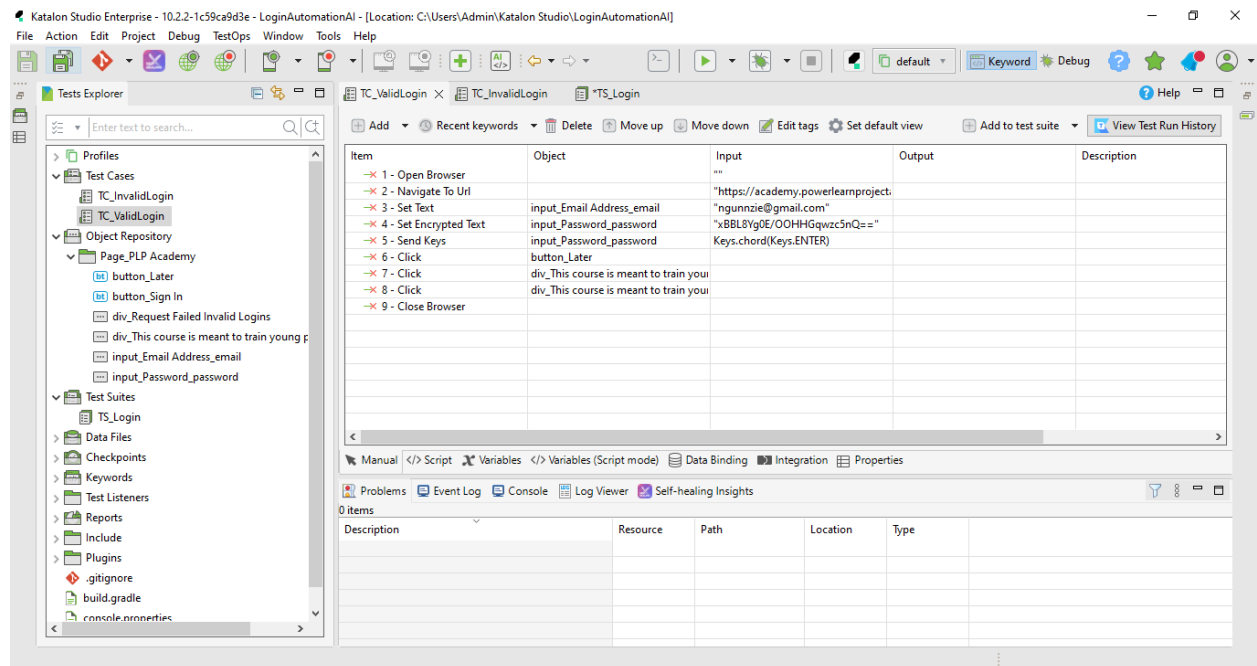 Katalon Studio Enterprise - 10.2.2-1c59ca9d3e - LoginAutomationAI - [Location: C:\Users\Admin\Katalon Studio\LoginAutomationAI]
File Action Edit Project Debug TestOps Window Tools Help
default Keyword Debug
Tests Explorer
TC_ValidLogin TC_InvalidLogin *TS_Login Help
Enter text to search...
Add Recent keywords Delete Move up Move down Edit tags Set default view Add to test suite View Test Run History
Profiles
Test Cases
TC_InvalidLogin
TC_ValidLogin
Object Repository
Page_PLP Academy
button_Later
button_Sign In
div_Request Failed Invalid Logins
div_This course is meant to train young p
input_Email Address_email
input_Password_password
Test Suites
TS_Login
Data Files
Checkpoints
Keywords
Test Listeners
Reports
Include
Plugins
.gitignore
build.gradle
console.properties
Item Object Input Output Description
1 - Open Browser ""
2 - Navigate To Url "https://academy.powerlearnproject.
3 - Set Text input_Email Address_email "ngunnzie@gmail.com"
4 - Set Encrypted Text input_Password_password "xBBL8Yg0E/OOHHGqwzc5nQ=="
5 - Send Keys input_Password_password Keys.chord(Keys.ENTER)
6 - Click button_Later
7 - Click div_This course is meant to train your
8 - Click div_This course is meant to train your
9 - Close Browser
Manual </> Script Variables </> Variables (Script mode) Data Binding Integration Properties
Problems Event Log Console Log Viewer Self-healing Insights
0 items
Description Resource Path Location Type